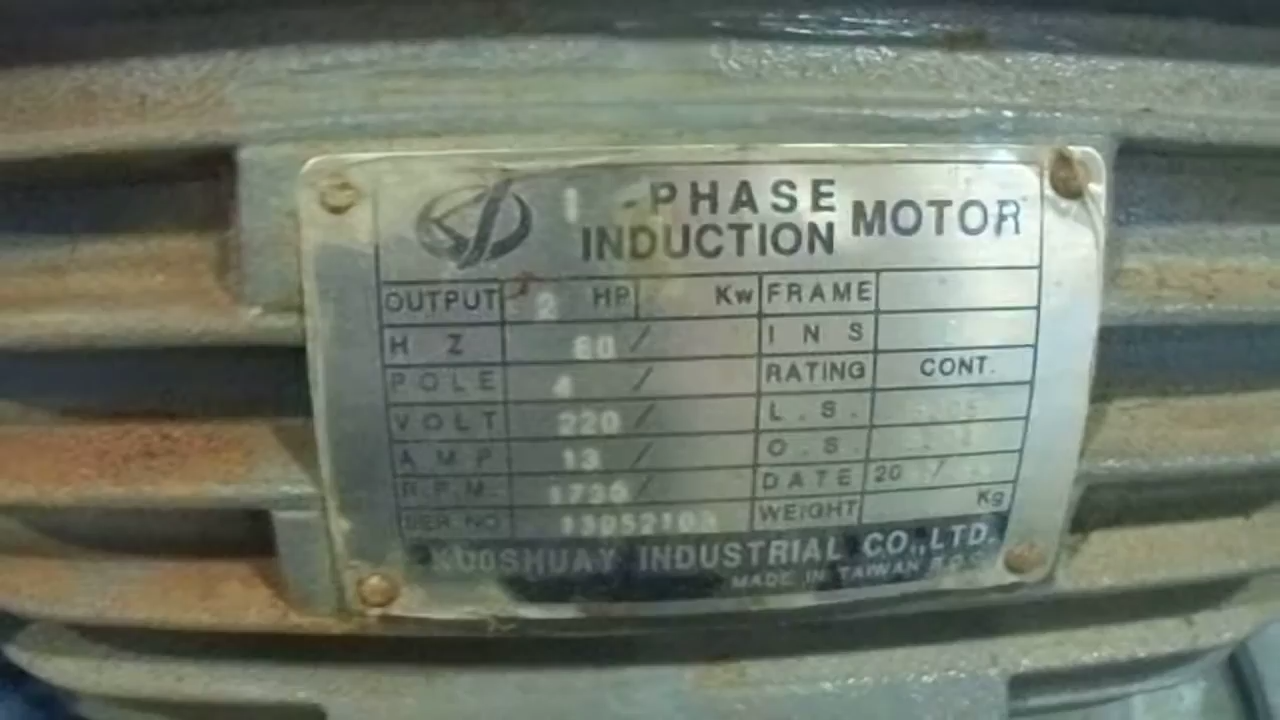 1 -PHASE
INDUCTION MOTOR
OUTPUT 2 HP Kw FRAME
HZ 60 / INS
POLE 4 / RATING CONT.
VOLT 220 / L.S.
AMP 13 / O.S.
R.P.M. / DATE 20 /
SER NO WEIGHT Kg
KUOSHUAY INDUSTRIAL CO.,LTD.
MADE IN TAIWAN R.O.C